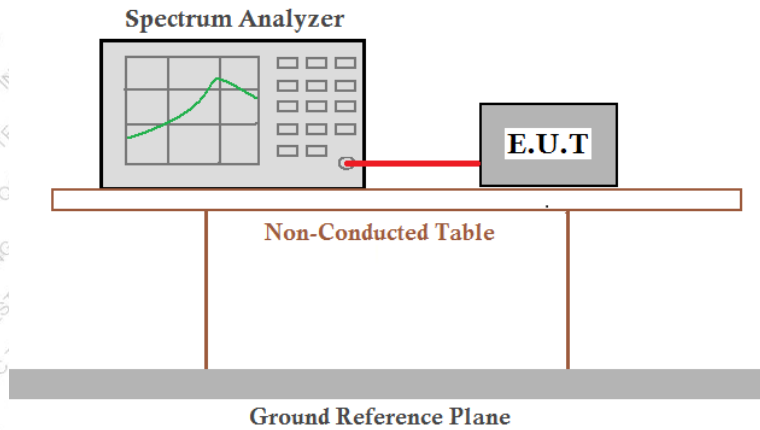 Spectrum Analyzer
E.U.T
Non-Conducted Table
Ground Reference Plane